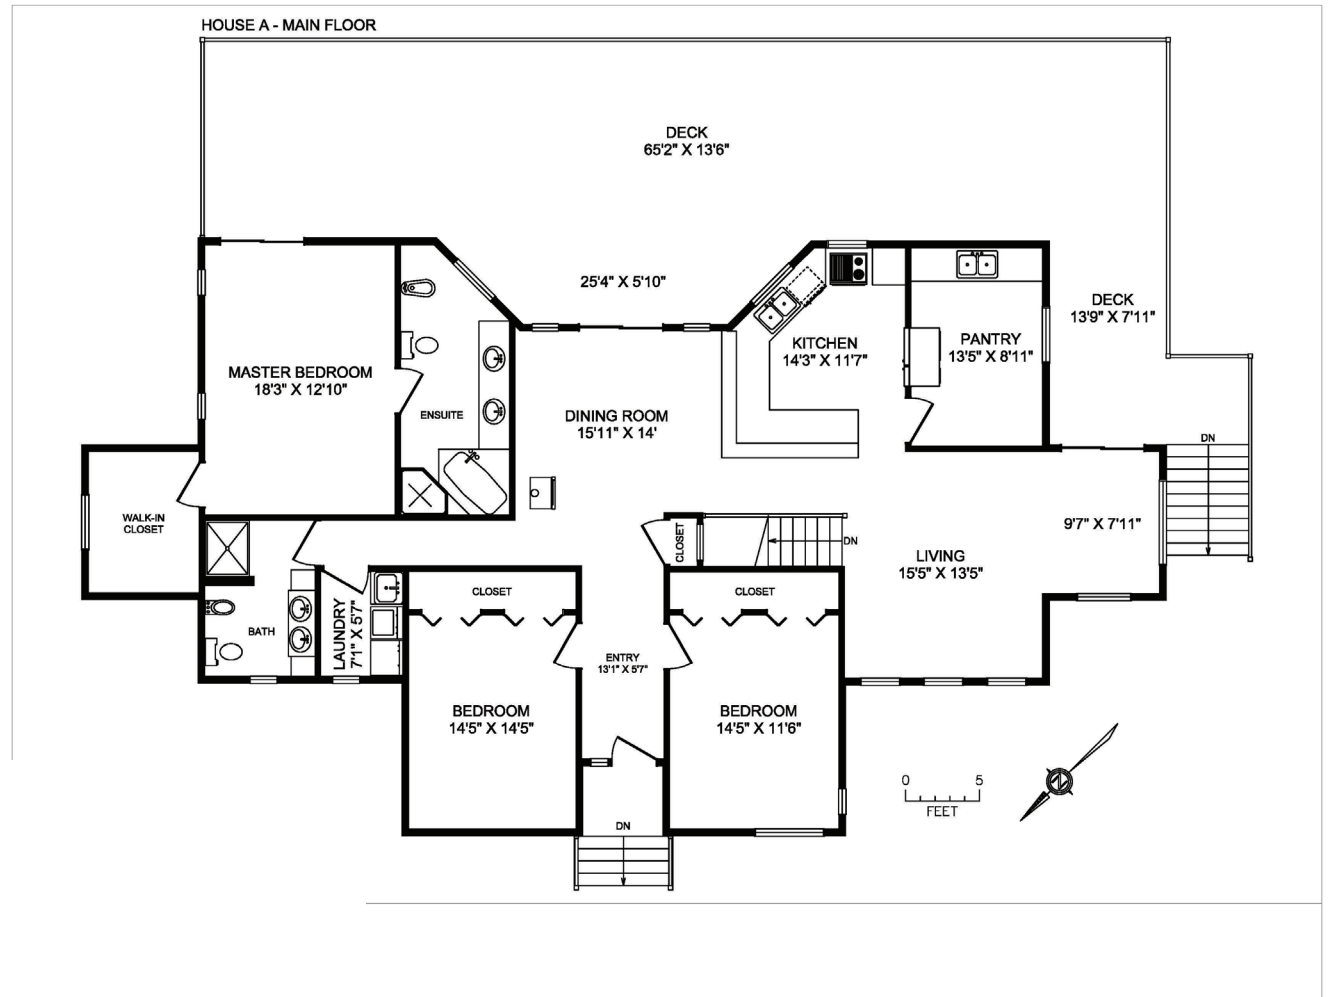 HOUSE A - MAIN FLOOR
DECK
65'2" X 13'6"
25'4" X 5'10"
DECK
13'9" X 7'11"
KITCHEN
14'3" X 11'7"
PANTRY
13'5" X 8'11"
MASTER BEDROOM
18'3" X 12'10"
ENSUITE
DINING ROOM
15'11" X 14'
DN
WALK-IN
CLOSET
9'7" X 7'11"
CLOSET
DN
LIVING
15'5" X 13'5"
CLOSET
CLOSET
BATH
LAUNDRY
7'1" X 5'7"
ENTRY
13'1" X 5'7"
BEDROOM
14'5" X 14'5"
BEDROOM
14'5" X 11'6"
N
0 5
FEET
DN